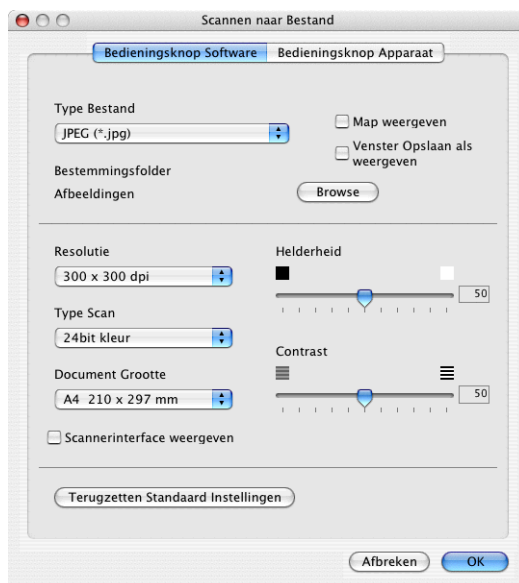 Scannen naar Bestand
Bedieningsknop Software
Bedieningsknop Apparaat
Type Bestand
JPEG (*.jpg)
Map weergeven
Venster Opslaan als
weergeven
Bestemmingsfolder
Afbeeldingen
Browse
Resolutie
300 x 300 dpi
Helderheid
50
Type Scan
24bit kleur
Contrast
50
Document Grootte
A4 210 x 297 mm
Scannerinterface weergeven
Terugzetten Standaard Instellingen
Afbreken
OK